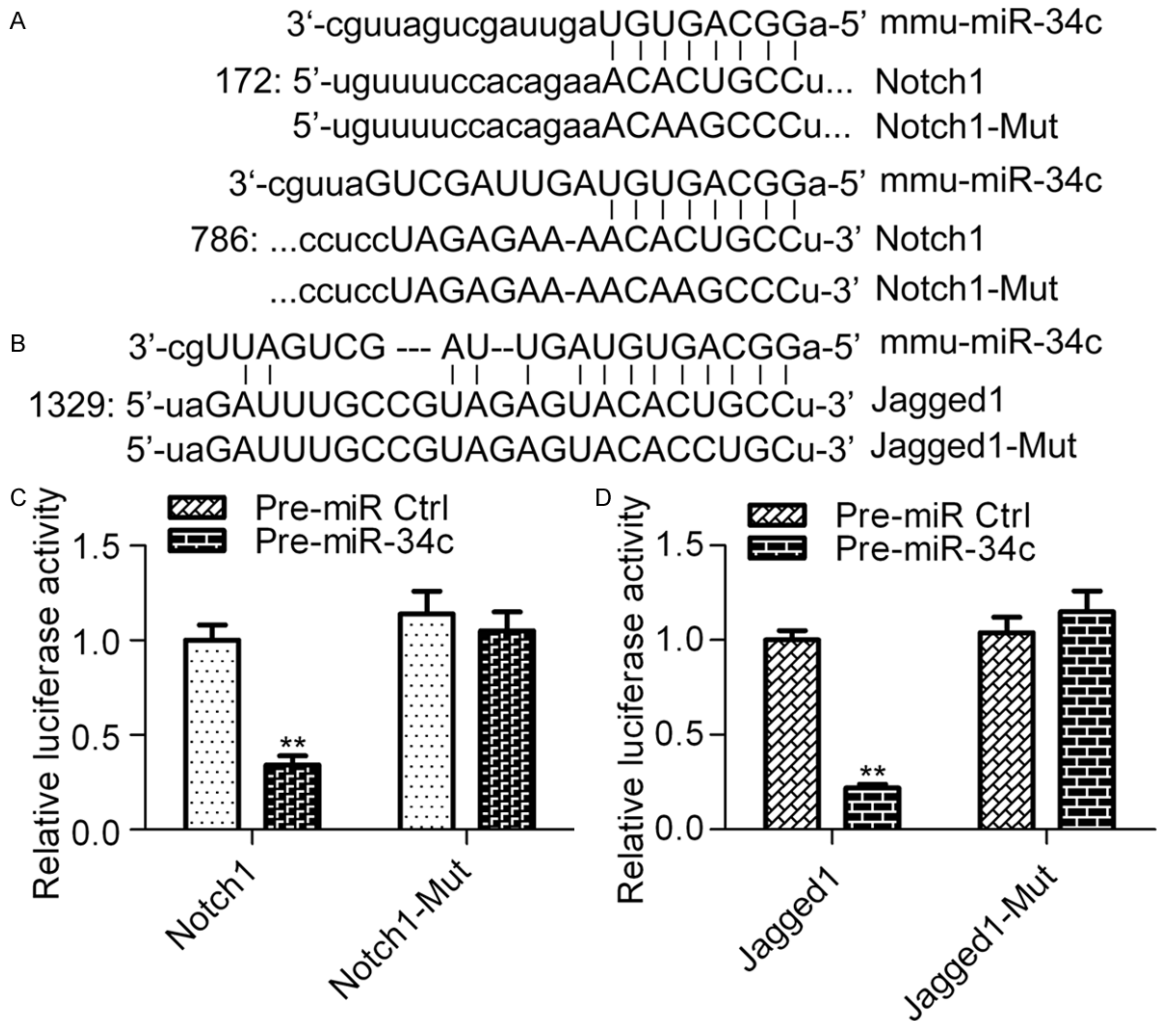 A
3‘-cguuagucgauugaUGUGACGGa-5’ mmu-miR-34c
172: 5’-uguuuuccacagaaACACUGCCu... Notch1
5’-uguuuuccacagaaACAAGCCCu... Notch1-Mut
3‘-cguuaGUCGAUUGAUGUGACGGa-5’ mmu-miR-34c
786: ...ccuccUAGAGAA-AACACUGCCu-3’ Notch1
...ccuccUAGAGAA-AACAAGCCCu-3’ Notch1-Mut
B
3’-cgUUAGUCG --- AU--UGAUGUGACGGa-5’ mmu-miR-34c
1329: 5’-uaGAUUUGCCGUAGAGUACACUGCCu-3’ Jagged1
5’-uaGAUUUGCCGUAGAGUACACCUGCu-3’ Jagged1-Mut
C
Pre-miR Ctrl
Pre-miR-34c
Relative luciferase activity
1.5
1.0
0.5
0.0
**
Notch1
Notch1-Mut
D
Pre-miR Ctrl
Pre-miR-34c
Relative luciferase activity
1.5
1.0
0.5
0.0
**
Jagged1
Jagged1-Mut